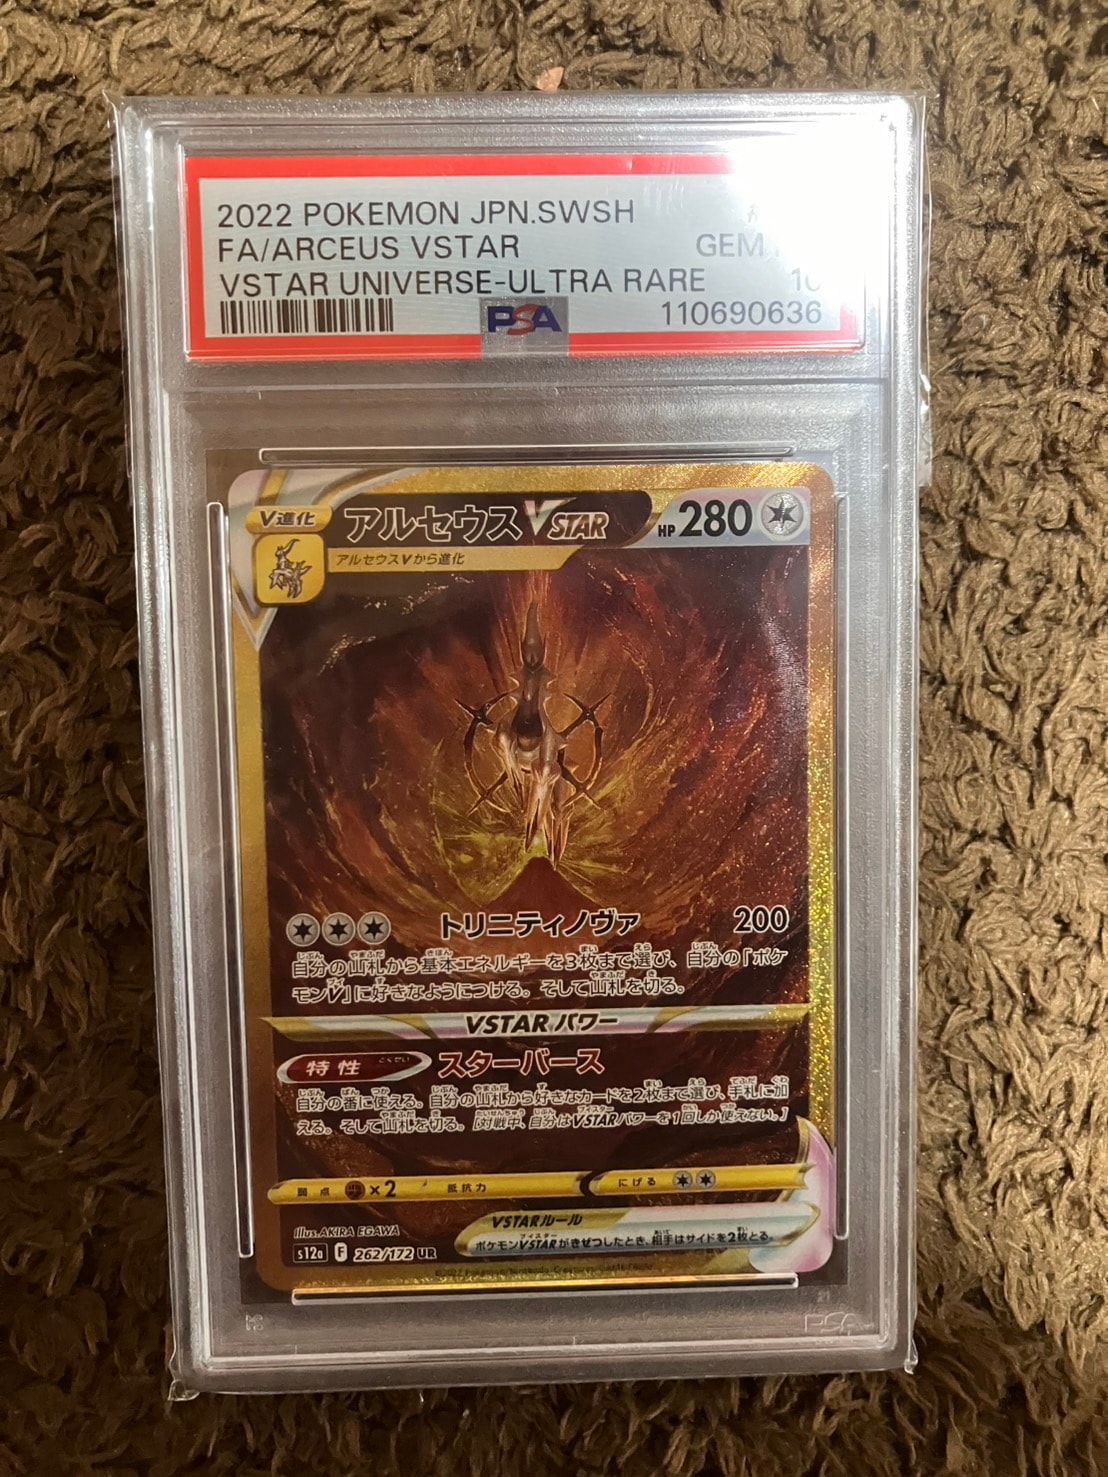 2022 POKEMON JPN.SWSH
FA/ARCEUS VSTAR GEM
VSTAR UNIVERSE-ULTRA RARE 10
PSA 110690636
V進化 アルセウス VSTAR HP 280
アルセウスVから進化
トリニティノヴァ 200
自分の山札から基本エネルギーを3枚まで選び、自分の「ポケ
モンV」に好きなようにつける。そして山札を切る。
VSTARパワー
特性 とくせい スターバース
自分の番に使える。自分の山札から好きなカードを2枚まで選び、手札に加
える。そして山札を切る。[対戦中、自分はVSTARパワーを1回しか使えない。]
弱点 ×2 抵抗力 にげる
Illus. AKIRA EGAWA
VSTARルール
ポケモンVSTARがきぜつしたとき、相手はサイドを2枚とる。
s12a F 262/172 UR
PSA